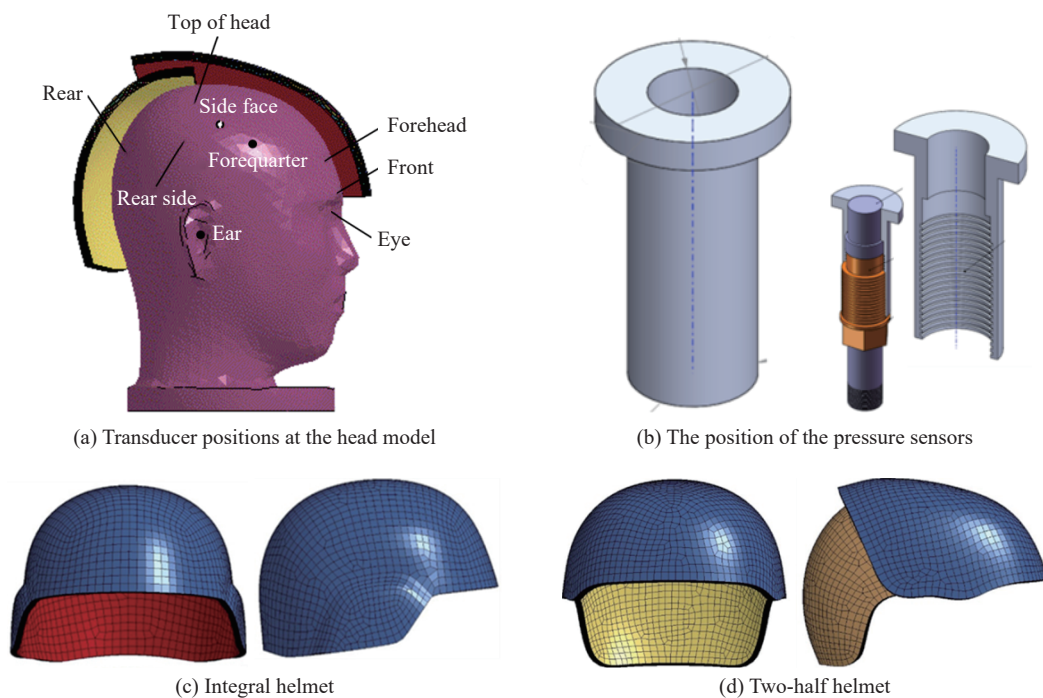 Top of head
Rear
Side face
Forehead
Forequarter
Front
Rear side
Ear
Eye
(a) Transducer positions at the head model
(b) The position of the pressure sensors
(c) Integral helmet
(d) Two-half helmet